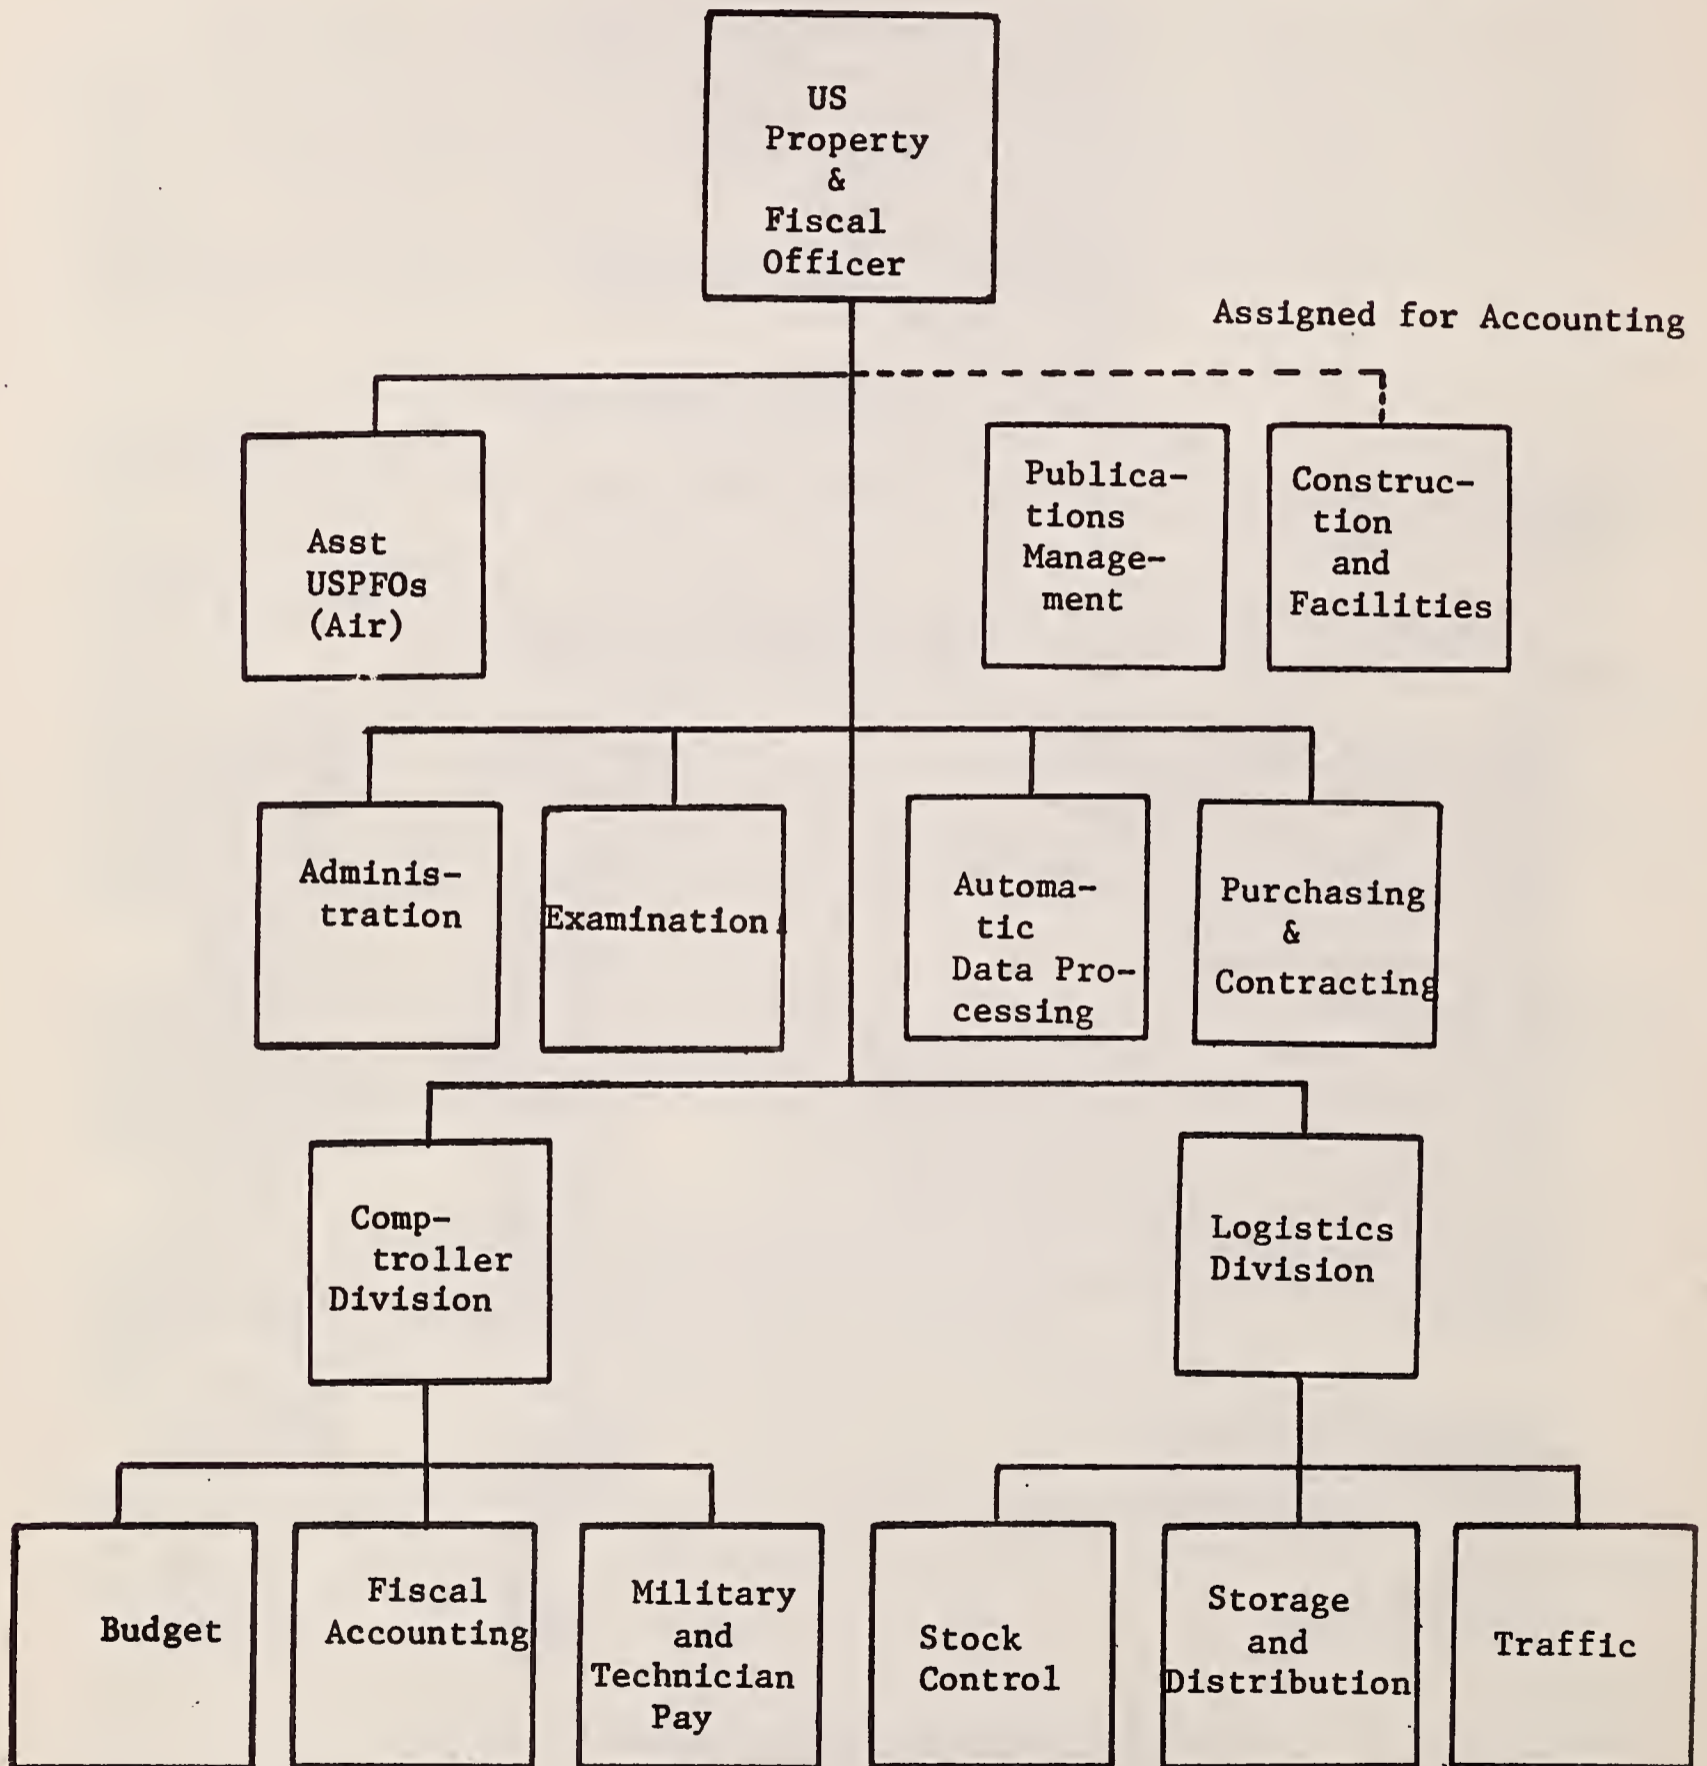 US
Property
&
Fiscal
Officer
Assigned for Accounting
Asst
USPFOs
(Air)
Publica-
tions
Manage-
ment
Construc-
tion
and
Facilities
Adminis-
tration
Examination
Automa-
tic
Data Pro-
cessing
Purchasing
&
Contracting
Comp-
troller
Division
Logistics
Division
Budget
Fiscal
Accounting
Military
and
Technician
Pay
Stock
Control
Storage
and
Distribution
Traffic